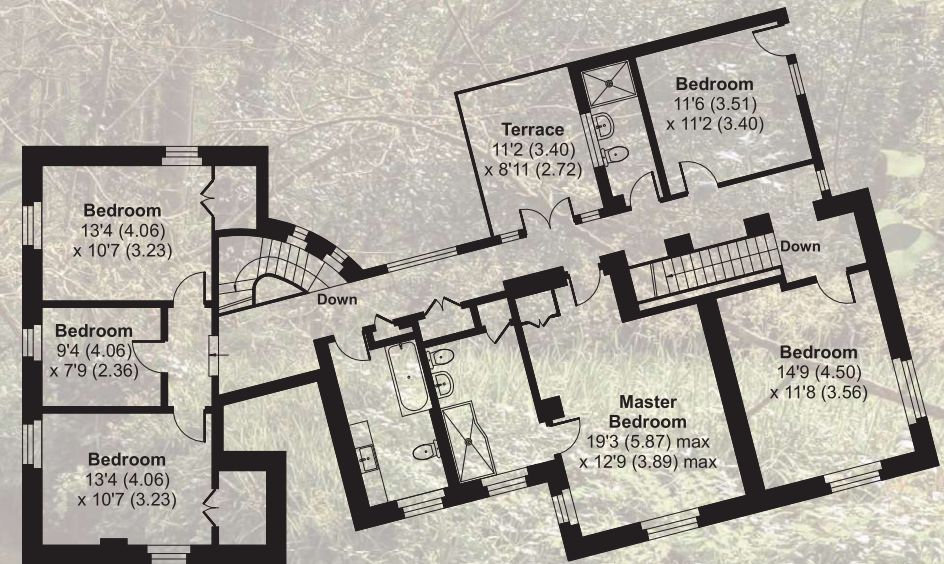 Bedroom
11'6 (3.51)
x 11'2 (3.40)
Terrace
11'2 (3.40)
x 8'11 (2.72)
Bedroom
13'4 (4.06)
x 10'7 (3.23)
Down
Down
Bedroom
9'4 (4.06)
x 7'9 (2.36)
Bedroom
14'9 (4.50)
x 11'8 (3.56)
Master
Bedroom
19'3 (5.87) max
x 12'9 (3.89) max
Bedroom
13'4 (4.06)
x 10'7 (3.23)